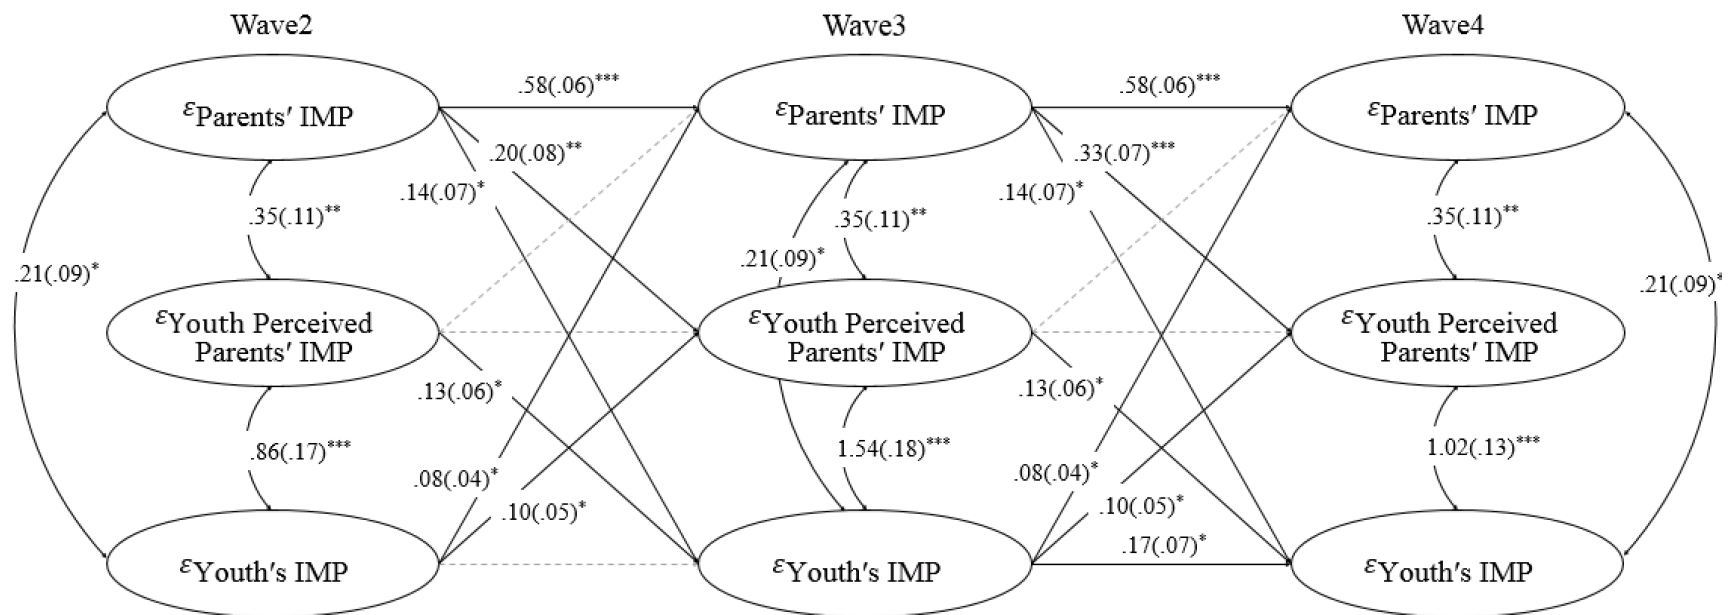 Wave2 Wave3 Wave4
.58(.06)*** .58(.06)***
εParents' IMP εParents' IMP εParents' IMP
.20(.08)** .33(.07)***
.14(.07)* .14(.07)*
.35(.11)** .35(.11)** .35(.11)**
.21(.09)* .21(.09)* .21(.09)*
εYouth Perceived εYouth Perceived εYouth Perceived
Parents' IMP Parents' IMP Parents' IMP
.13(.06)* .13(.06)*
.86(.17)*** 1.54(.18)*** 1.02(.13)***
.08(.04)* .08(.04)*
.10(.05)* .10(.05)*
.17(.07)*
εYouth's IMP εYouth's IMP εYouth's IMP